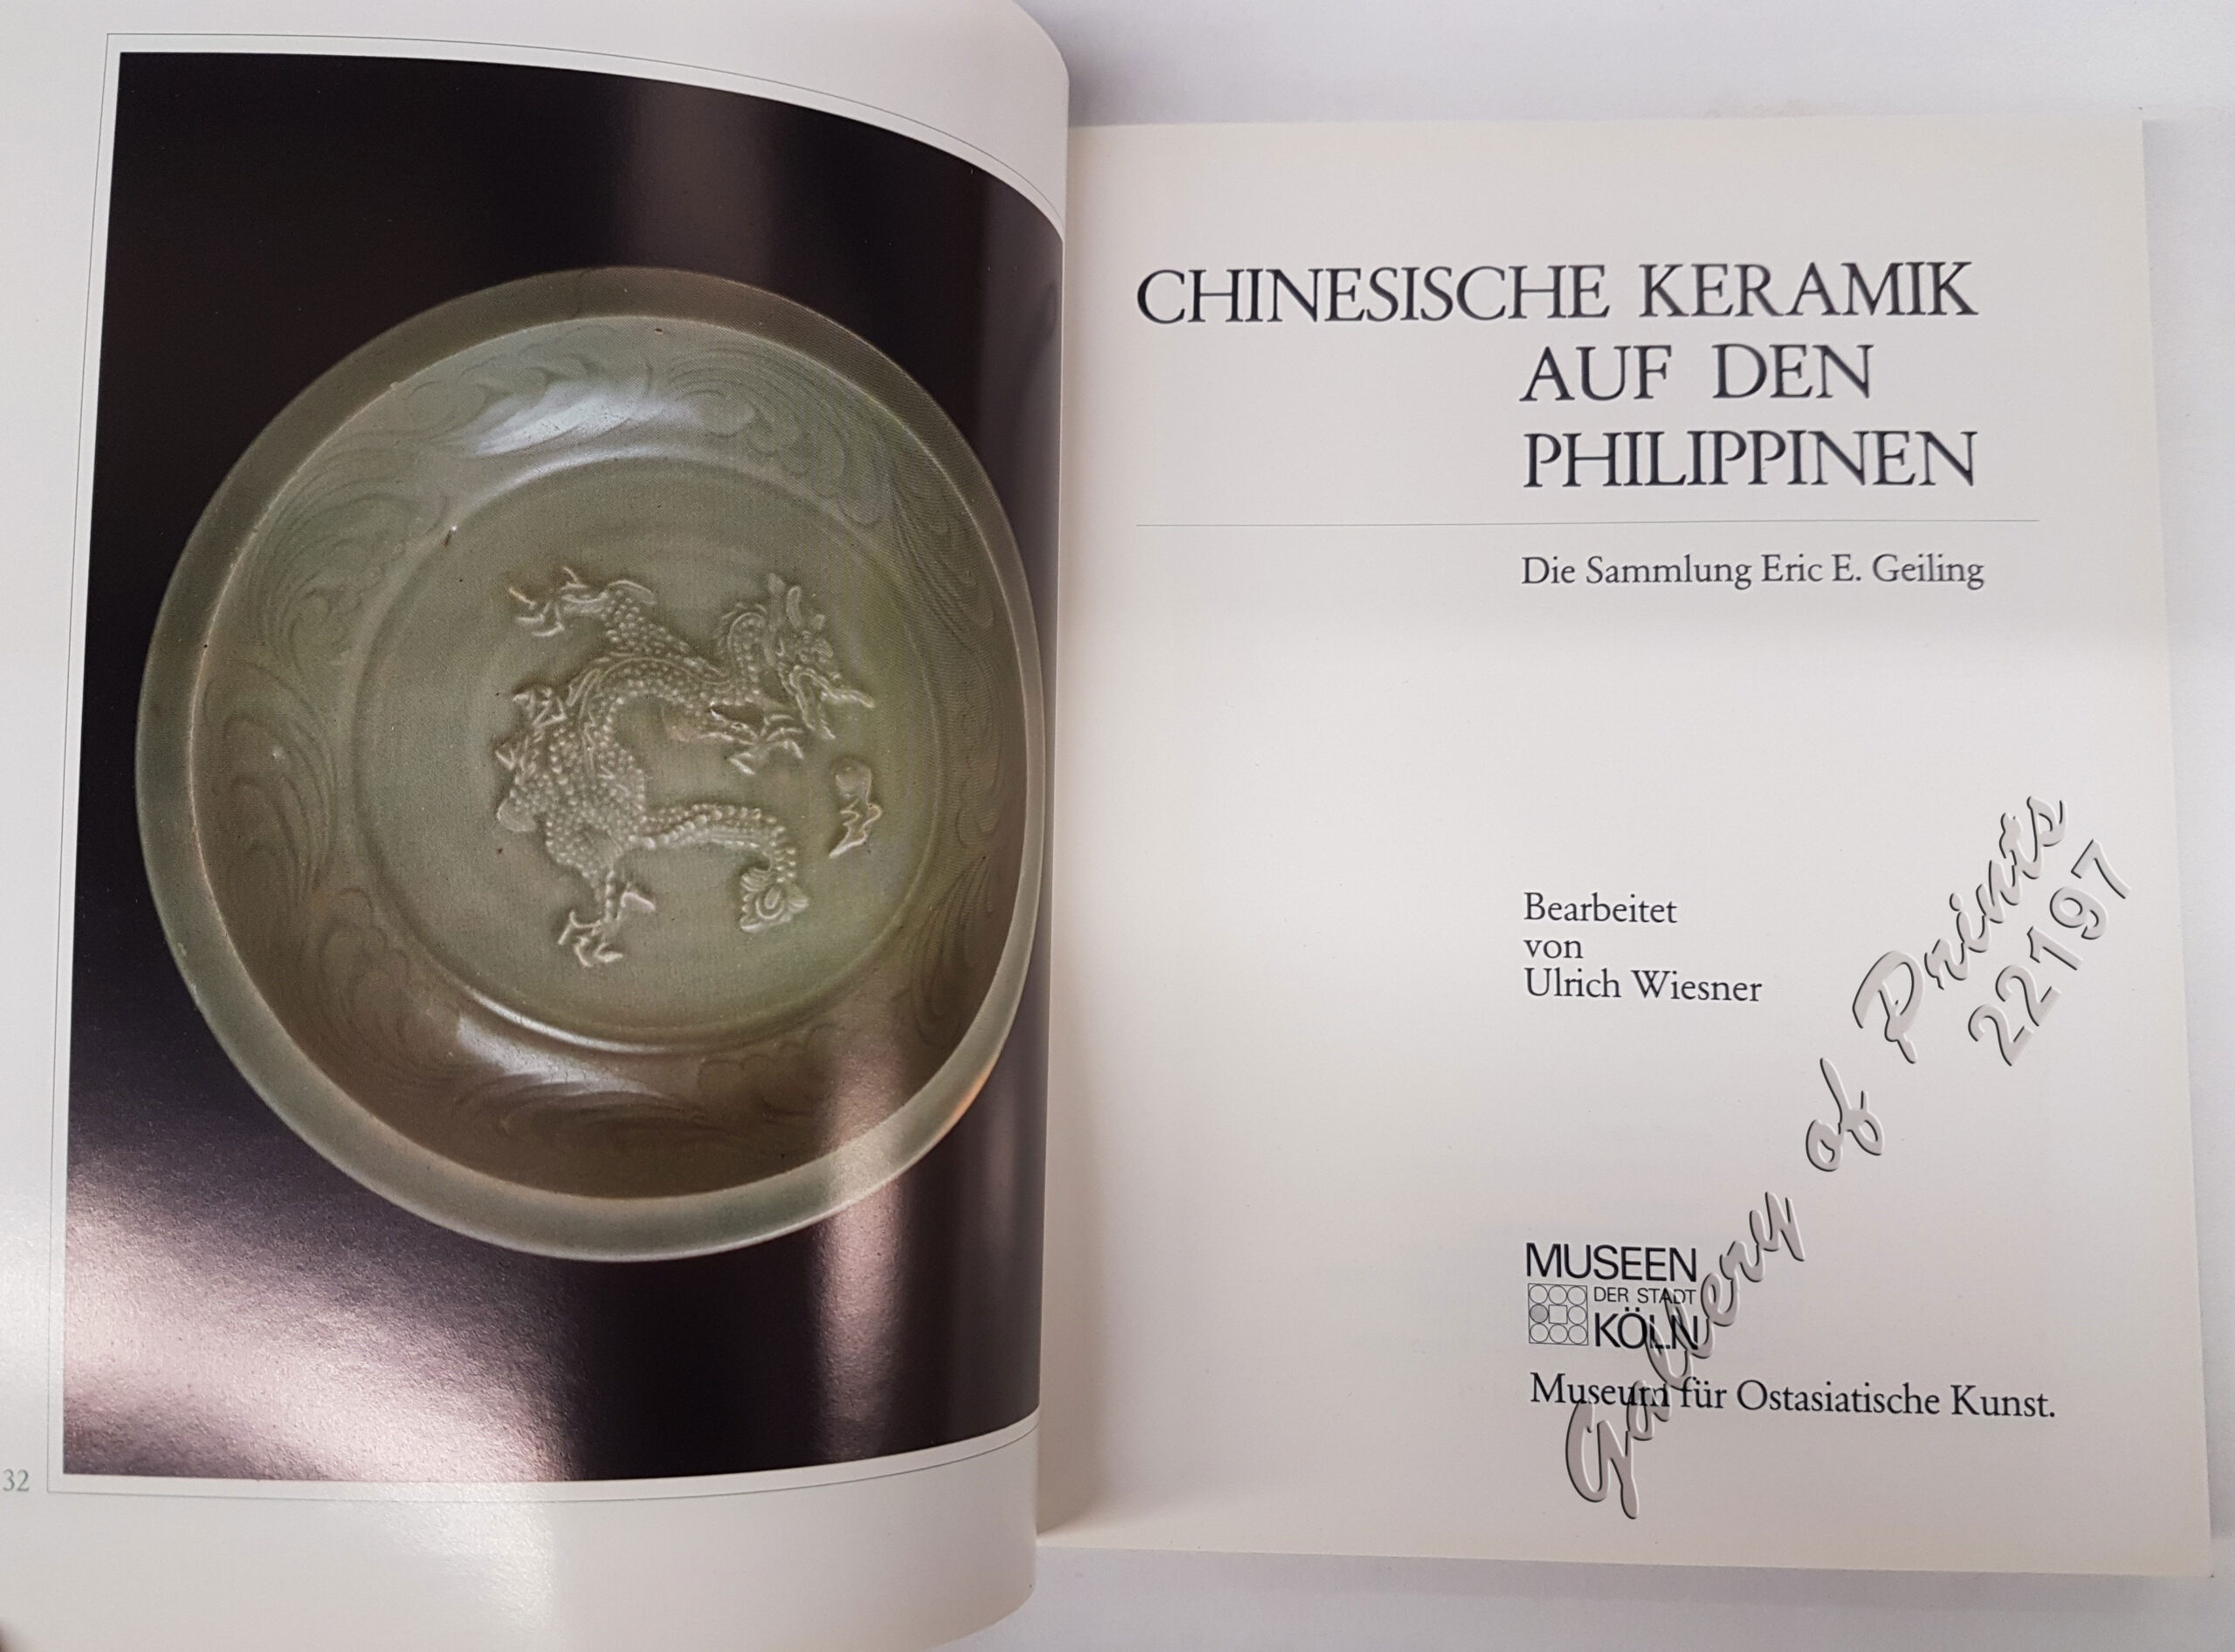 32
CHINESISCHE KERAMIK
AUF DEN
PHILIPPINEN
Die Sammlung Eric E. Geiling
Bearbeitet
von
Ulrich Wiesner
MUSEEN
DER STADT
KÖLN
Museum für Ostasiatische Kunst.
Gallery of Prints
22197